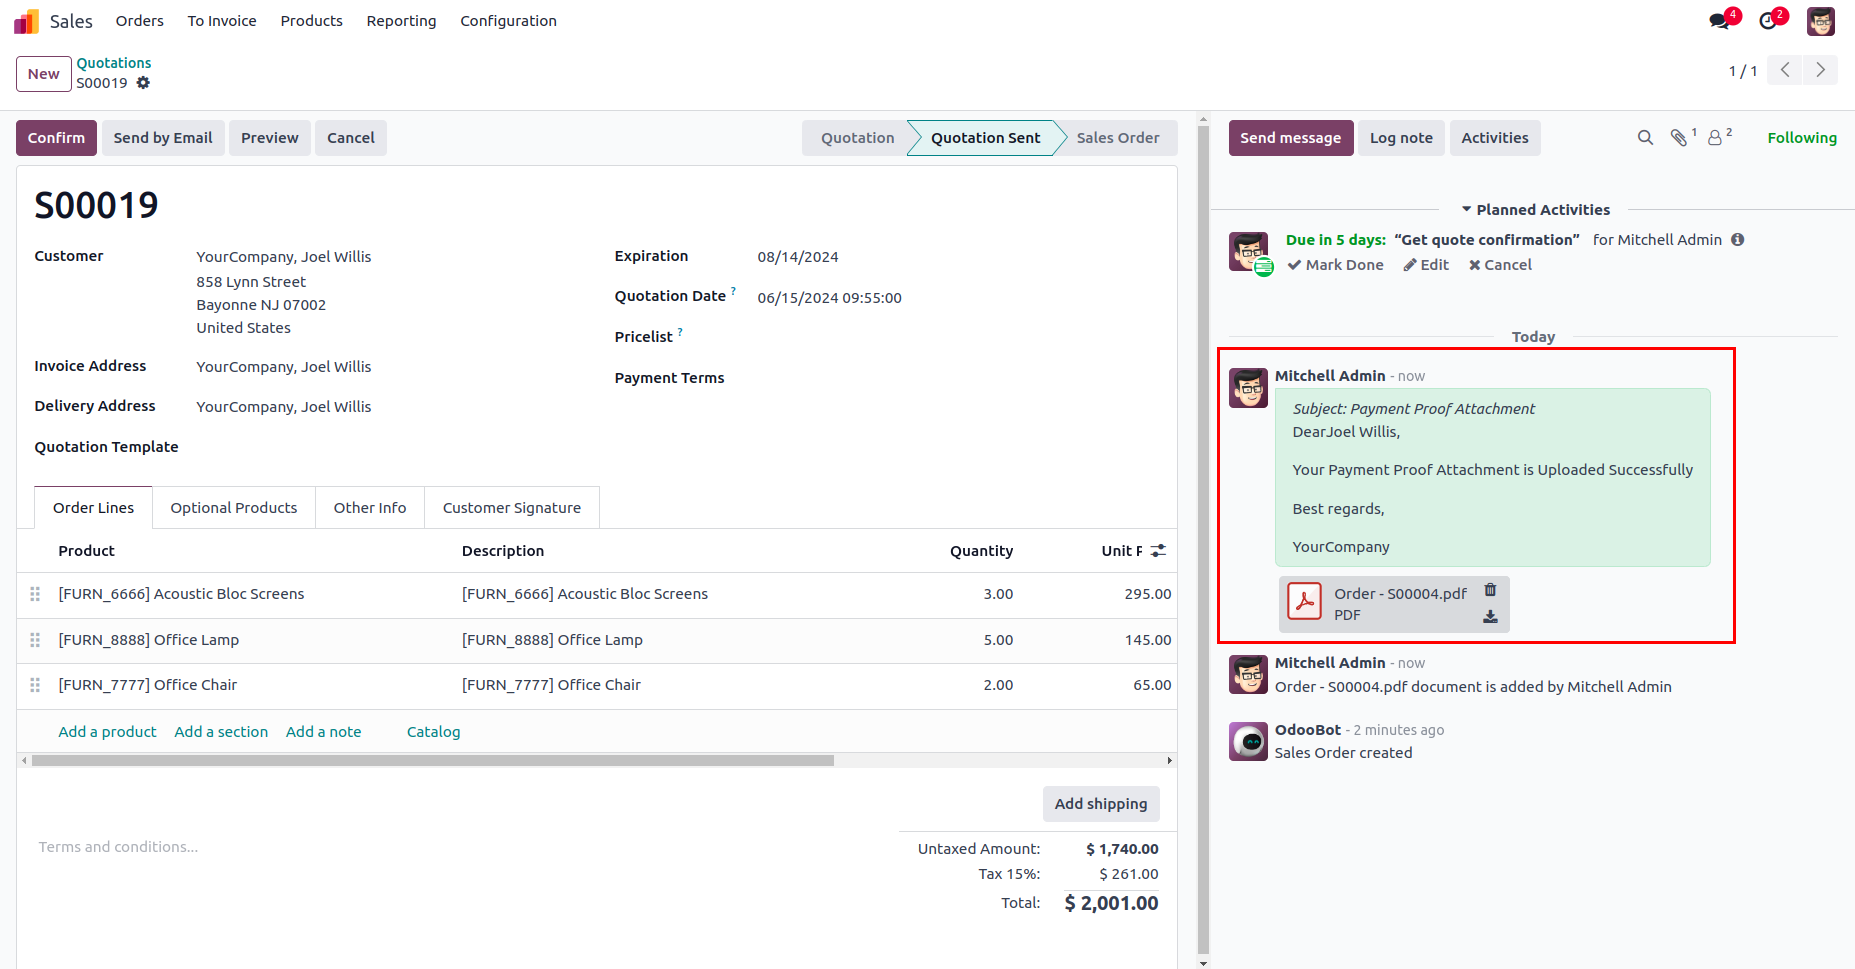 Sales Orders To Invoice Products Reporting Configuration 4 2
New Quotations
S00019
1 / 1
Confirm Send by Email Preview Cancel Quotation Quotation Sent Sales Order
S00019
Customer YourCompany, Joel Willis
858 Lynn Street
Bayonne NJ 07002
United States
Invoice Address YourCompany, Joel Willis
Delivery Address YourCompany, Joel Willis
Quotation Template
Expiration 08/14/2024
Quotation Date ? 06/15/2024 09:55:00
Pricelist ?
Payment Terms
Order Lines Optional Products Other Info Customer Signature
Product Description Quantity Unit
[FURN_6666] Acoustic Bloc Screens [FURN_6666] Acoustic Bloc Screens 3.00 295.00
[FURN_8888] Office Lamp [FURN_8888] Office Lamp 5.00 145.00
[FURN_7777] Office Chair [FURN_7777] Office Chair 2.00 65.00
Add a product Add a section Add a note Catalog
Add shipping
Terms and conditions...
Untaxed Amount: $ 1,740.00
Tax 15%: $ 261.00
Total: $ 2,001.00
Send message Log note Activities 1 2 Following
Planned Activities
Due in 5 days: “Get quote confirmation” for Mitchell Admin
Mark Done Edit Cancel
Today
Mitchell Admin - now
Subject: Payment Proof Attachment
DearJoel Willis,
Your Payment Proof Attachment is Uploaded Successfully
Best regards,
YourCompany
Order - S00004.pdf
PDF
Mitchell Admin - now
Order - S00004.pdf document is added by Mitchell Admin
OdooBot - 2 minutes ago
Sales Order created